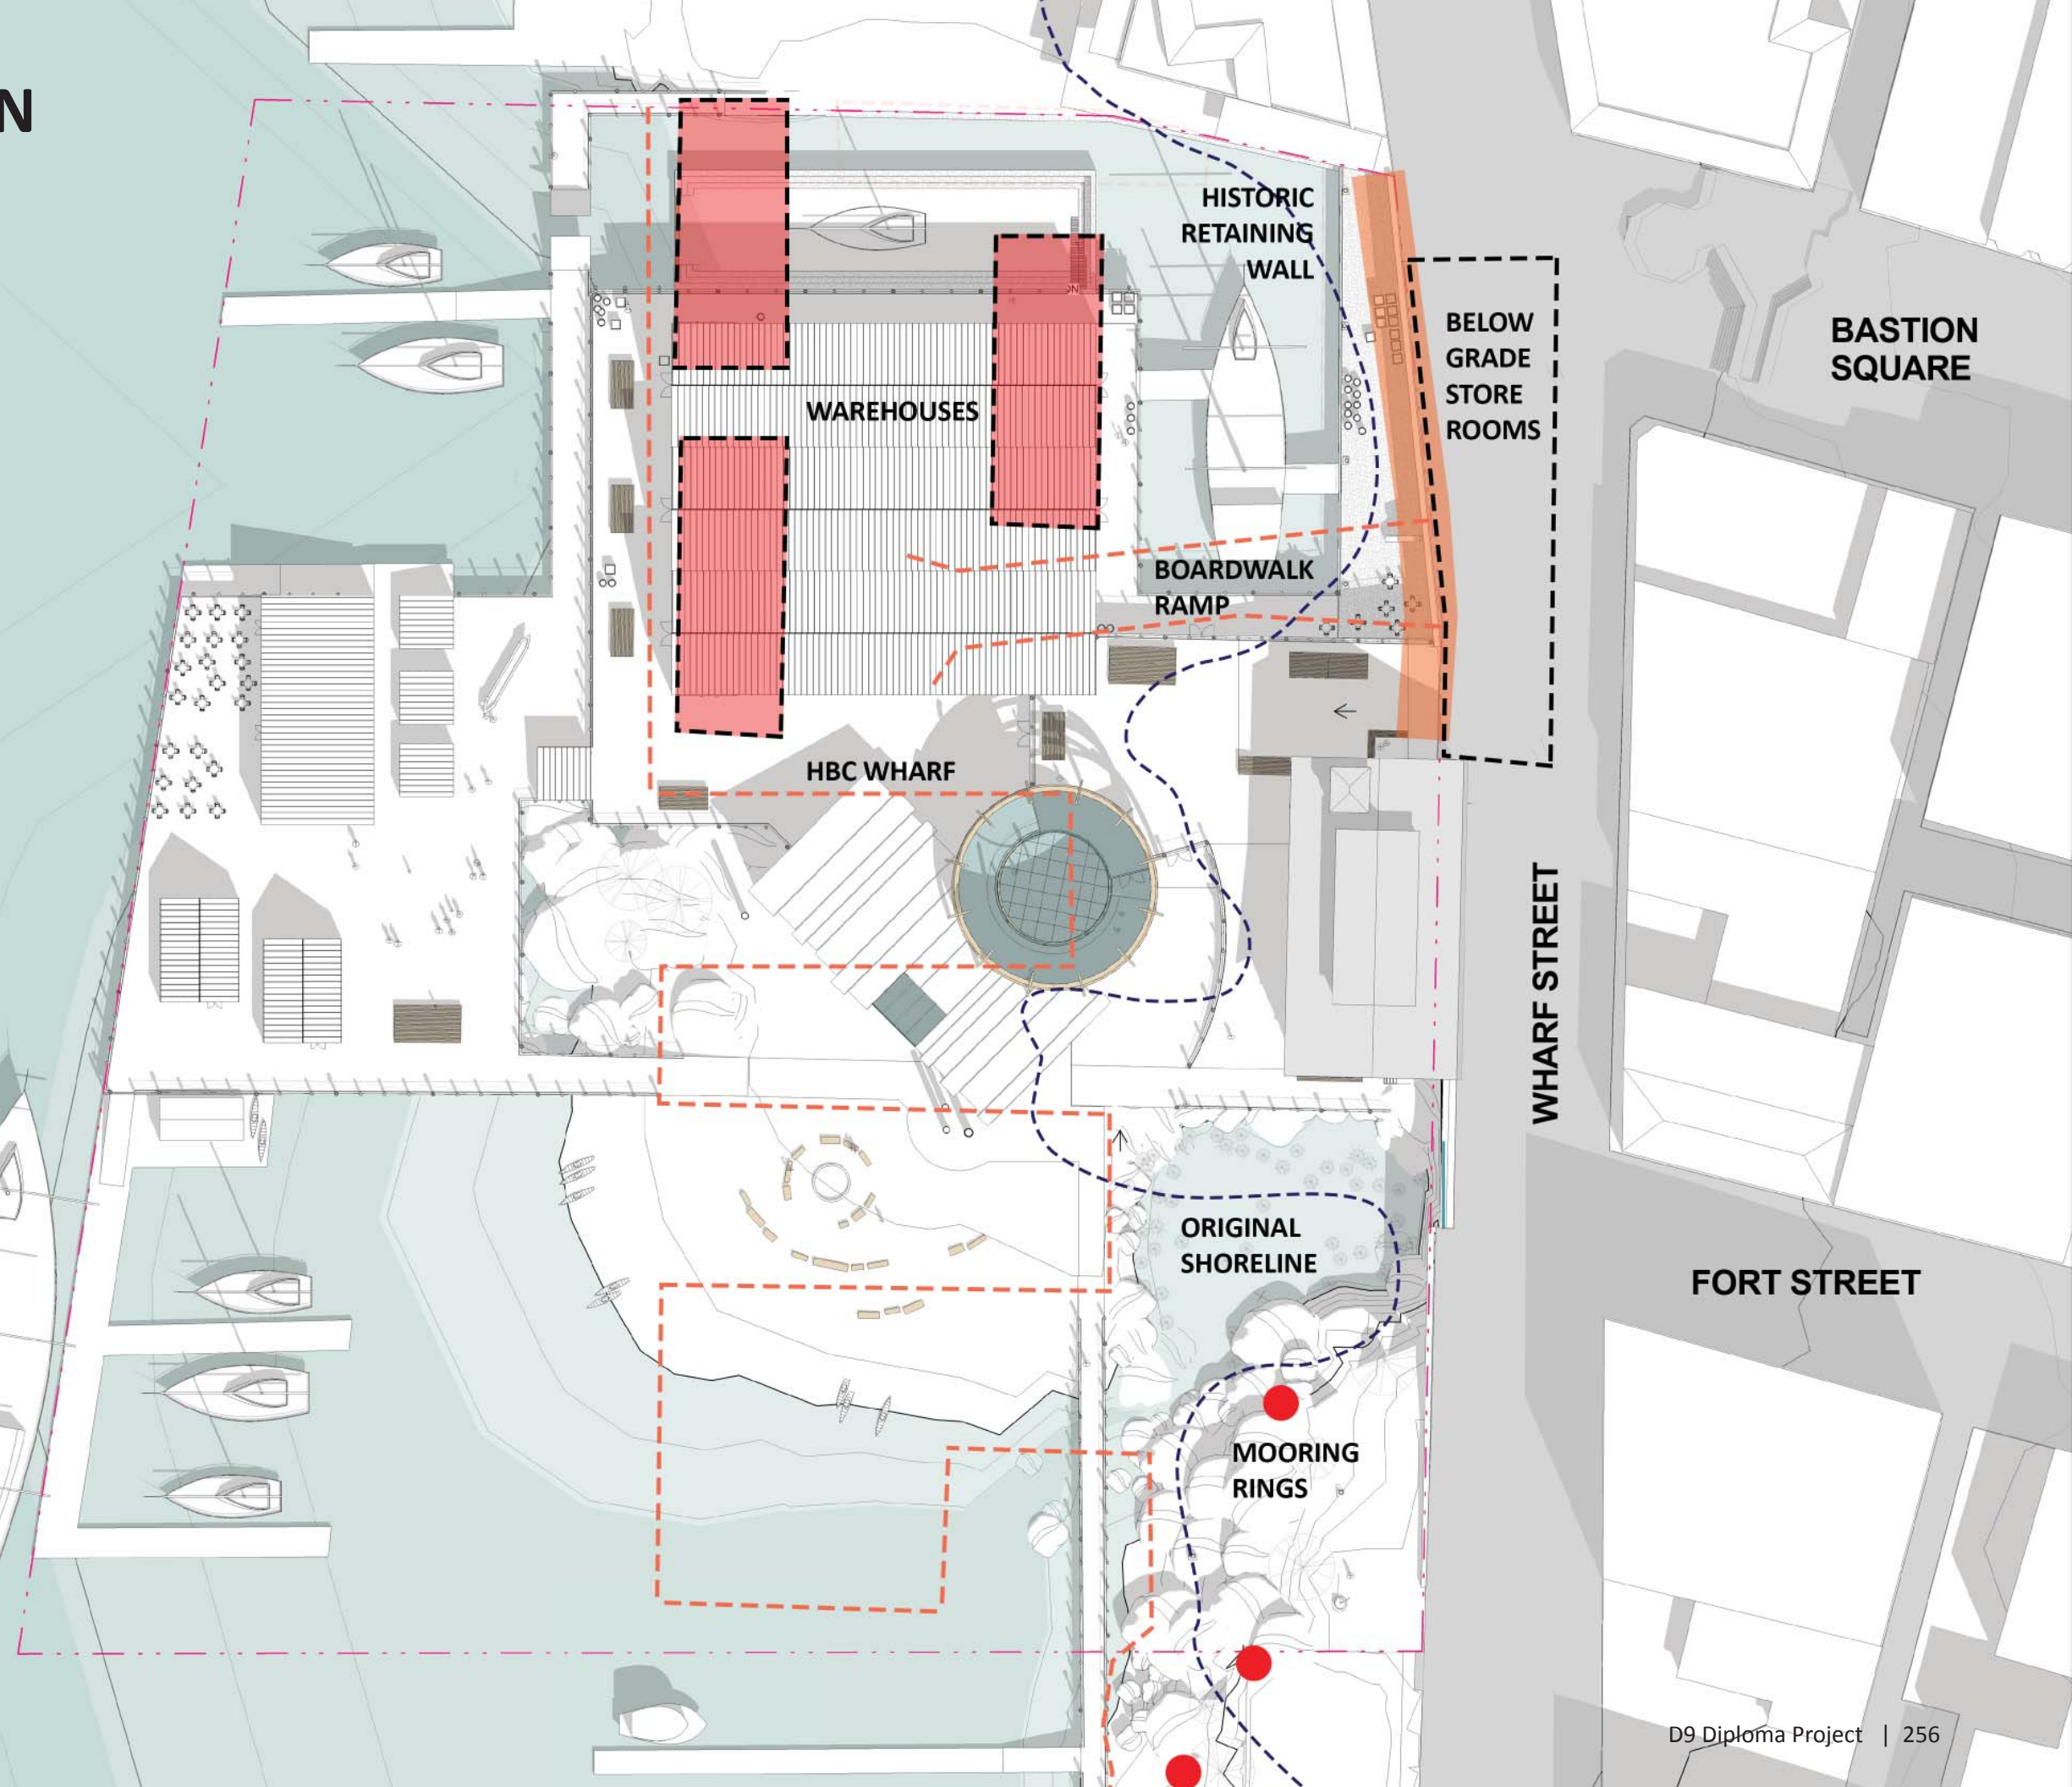 N
HISTORIC
RETAINING
WALL
BELOW
GRADE
STORE
ROOMS
BASTION
SQUARE
WAREHOUSES
BOARDWALK
RAMP
HBC WHARF
WHARF STREET
ORIGINAL
SHORELINE
FORT STREET
MOORING
RINGS
D9 Diploma Project | 256